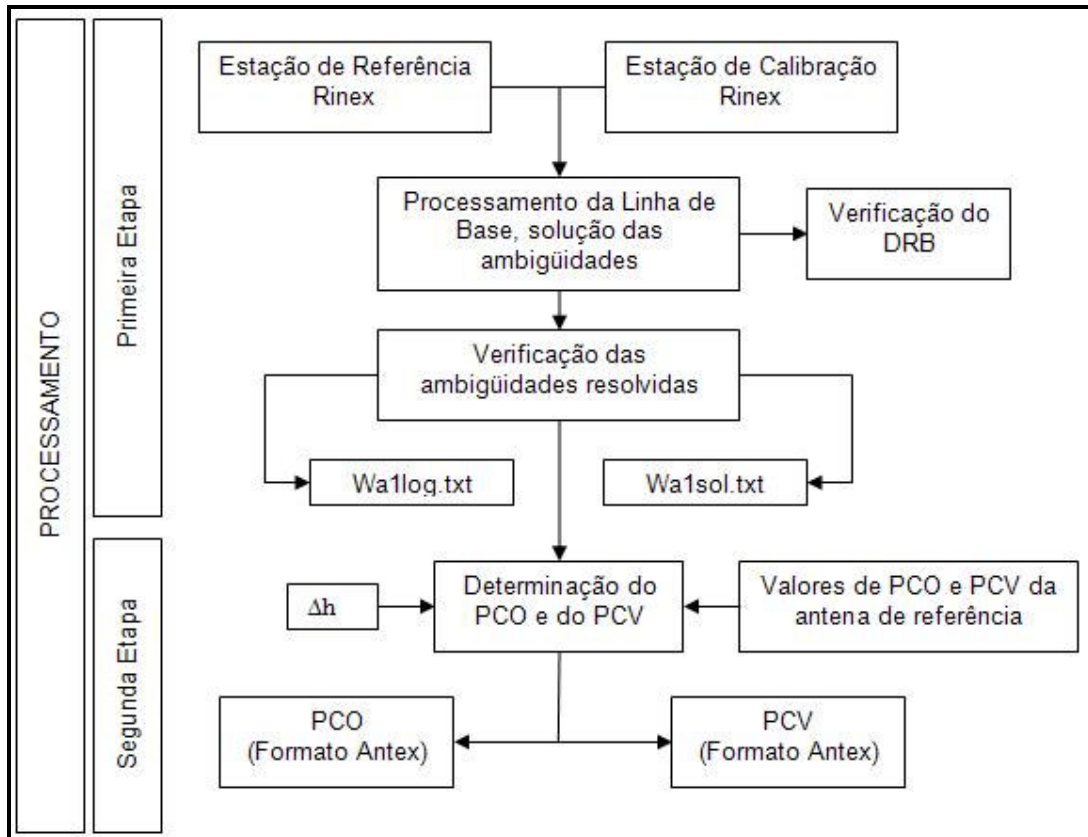 PROCESSAMENTO
Primeira Etapa
Estação de Referência
Rinex
Estação de Calibração
Rinex
Processamento da Linha de
Base, solução das
ambigüidades
Verificação do
DRB
Verificação das
ambigüidades resolvidas
Wa1log.txt
Wa1sol.txt
Segunda Etapa
Δh
Determinação do
PCO e do PCV
Valores de PCO e PCV da
antena de referência
PCO
(Formato Antex)
PCV
(Formato Antex)